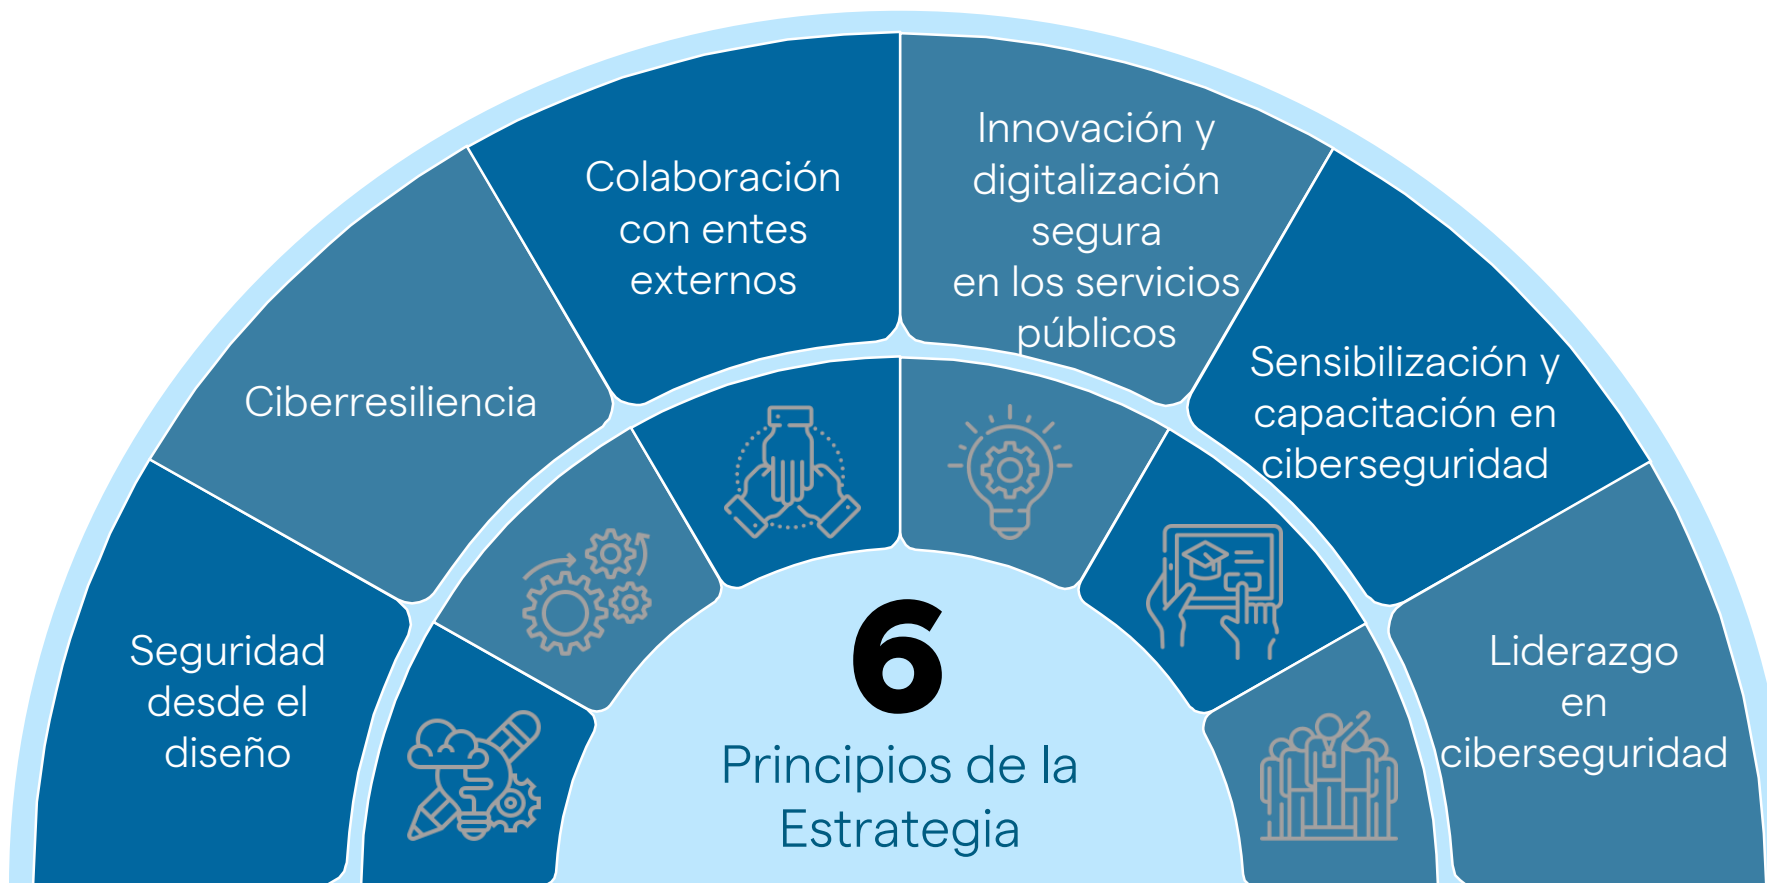 Seguridad
desde el
diseño
Ciberresiliencia
Colaboración
con entes
externos
Innovación y
digitalización
segura
en los servicios
públicos
Sensibilización y
capacitación en
ciberseguridad
Liderazgo
en
ciberseguridad
6
Principios de la
Estrategia